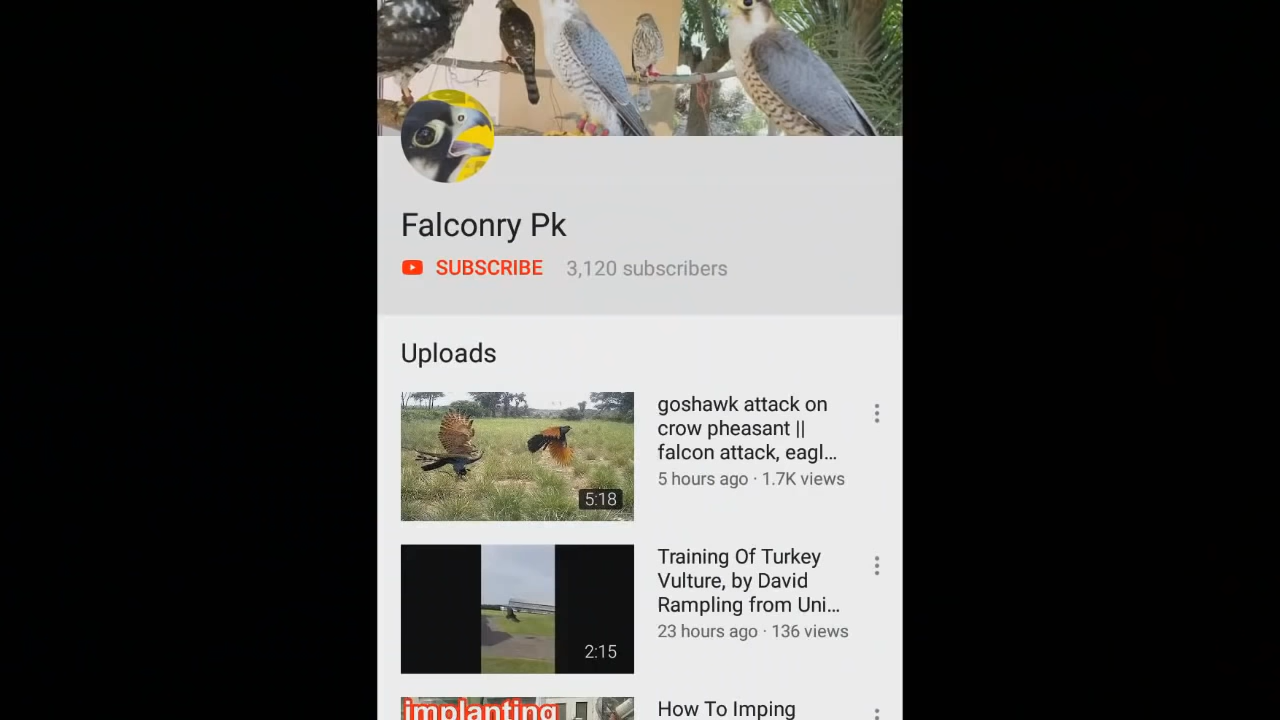 Falconry Pk
SUBSCRIBE 3,120 subscribers
Uploads
goshawk attack on
crow pheasant ||
falcon attack, eagl...
5 hours ago · 1.7K views
5:18
Training Of Turkey
Vulture, by David
Rampling from Uni...
23 hours ago · 136 views
2:15
implanting
How To Imping